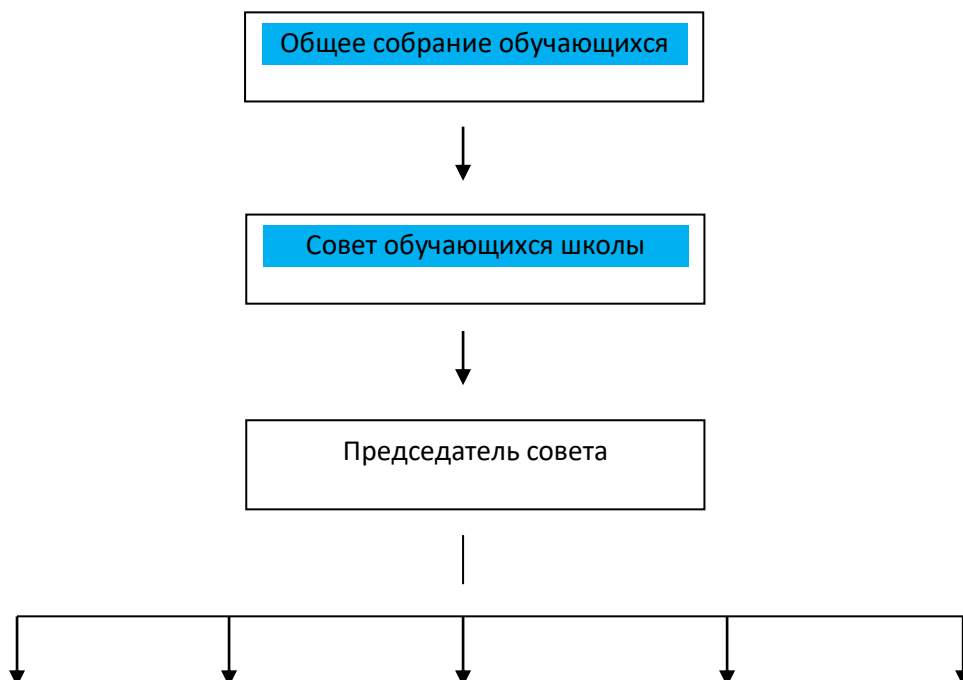 Общее собрание обучающихся
Совет обучающихся школы
Председатель совета